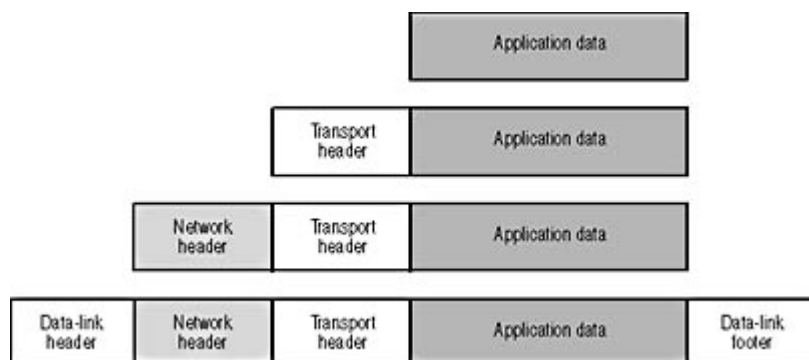 Application data
Transport
header
Application data
Network
header
Transport
header
Application data
Data-link
header
Network
header
Transport
header
Application data
Data-link
footer